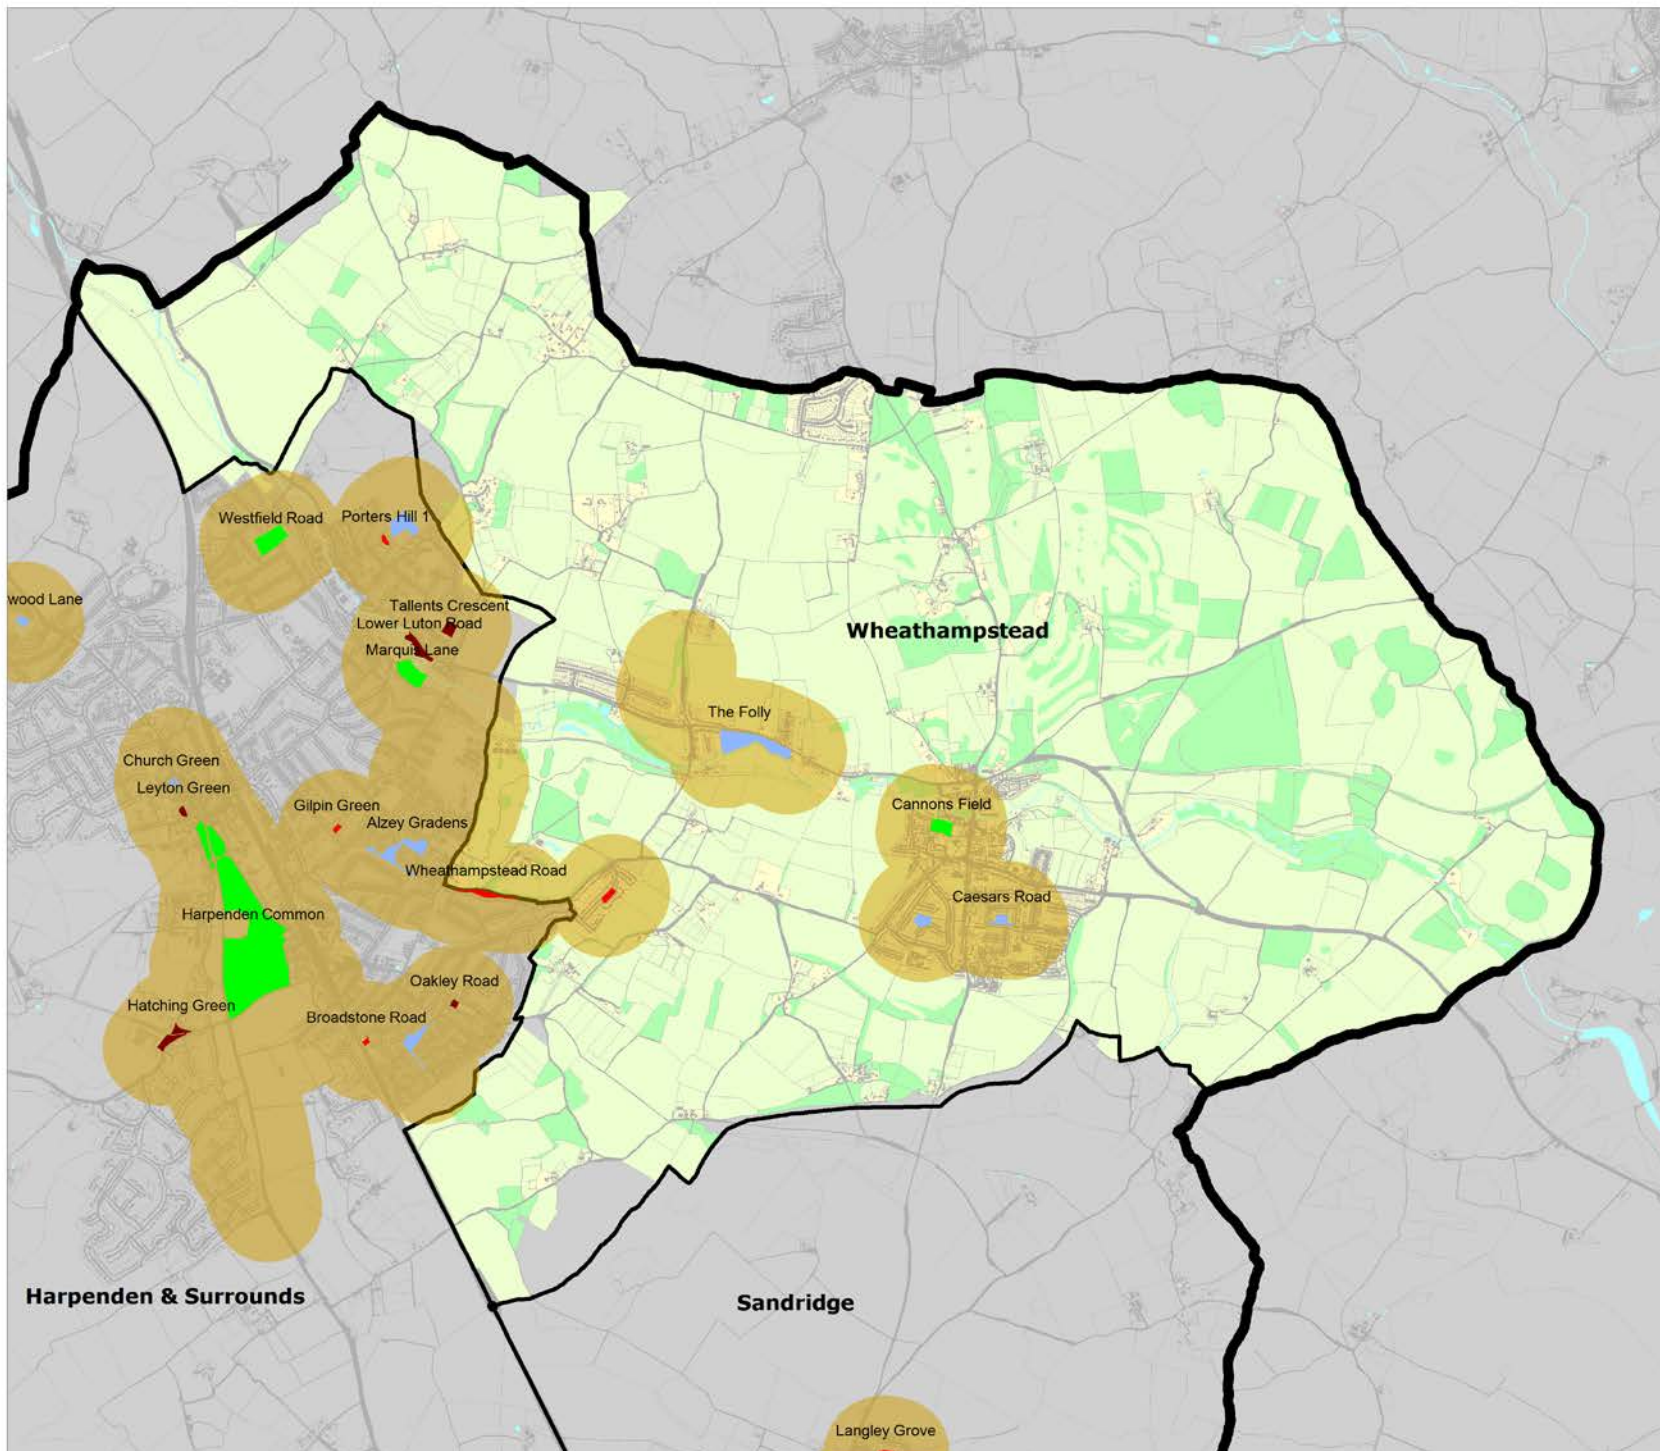 Westfield Road
Porters Hill 1
wood Lane
Tallents Crescent
Lower Luton Road
Marquis Lane
Wheathampstead
The Folly
Church Green
Leyton Green
Gilpin Green
Alzey Gradens
Cannons Field
Wheathampstead Road
Caesars Road
Harpenden Common
Oakley Road
Hatching Green
Broadstone Road
Harpenden & Surrounds
Sandridge
Langley Grove